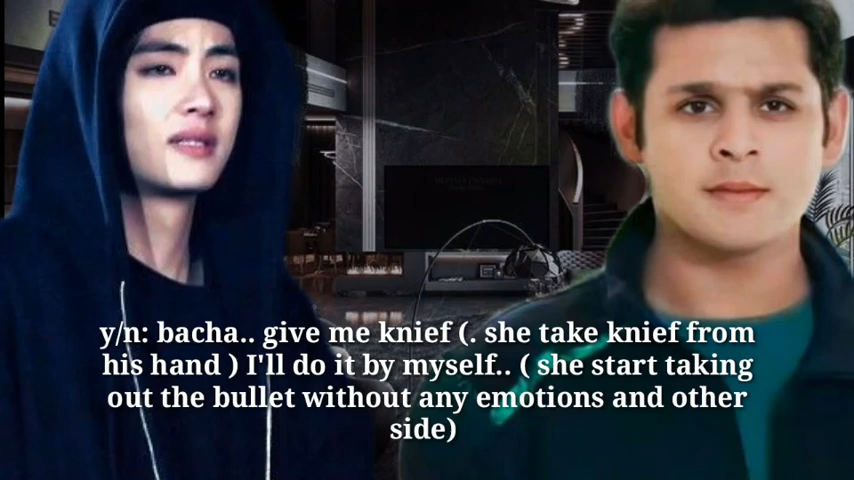 y/n: bacha.. give me knief (. she take knief from
his hand ) I'll do it by myself.. ( she start taking
out the bullet without any emotions and other
side)